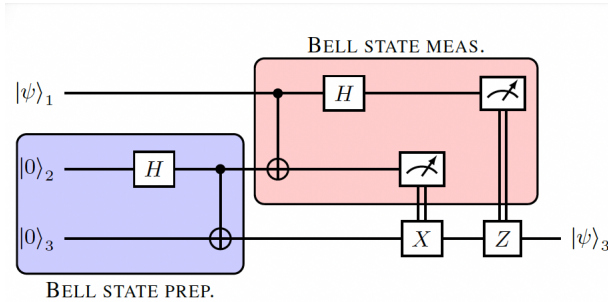 BELL STATE MEAS.
|ψ⟩₁ H
|0⟩₂ H
|0⟩₃ X Z |ψ⟩₃
BELL STATE PREP.